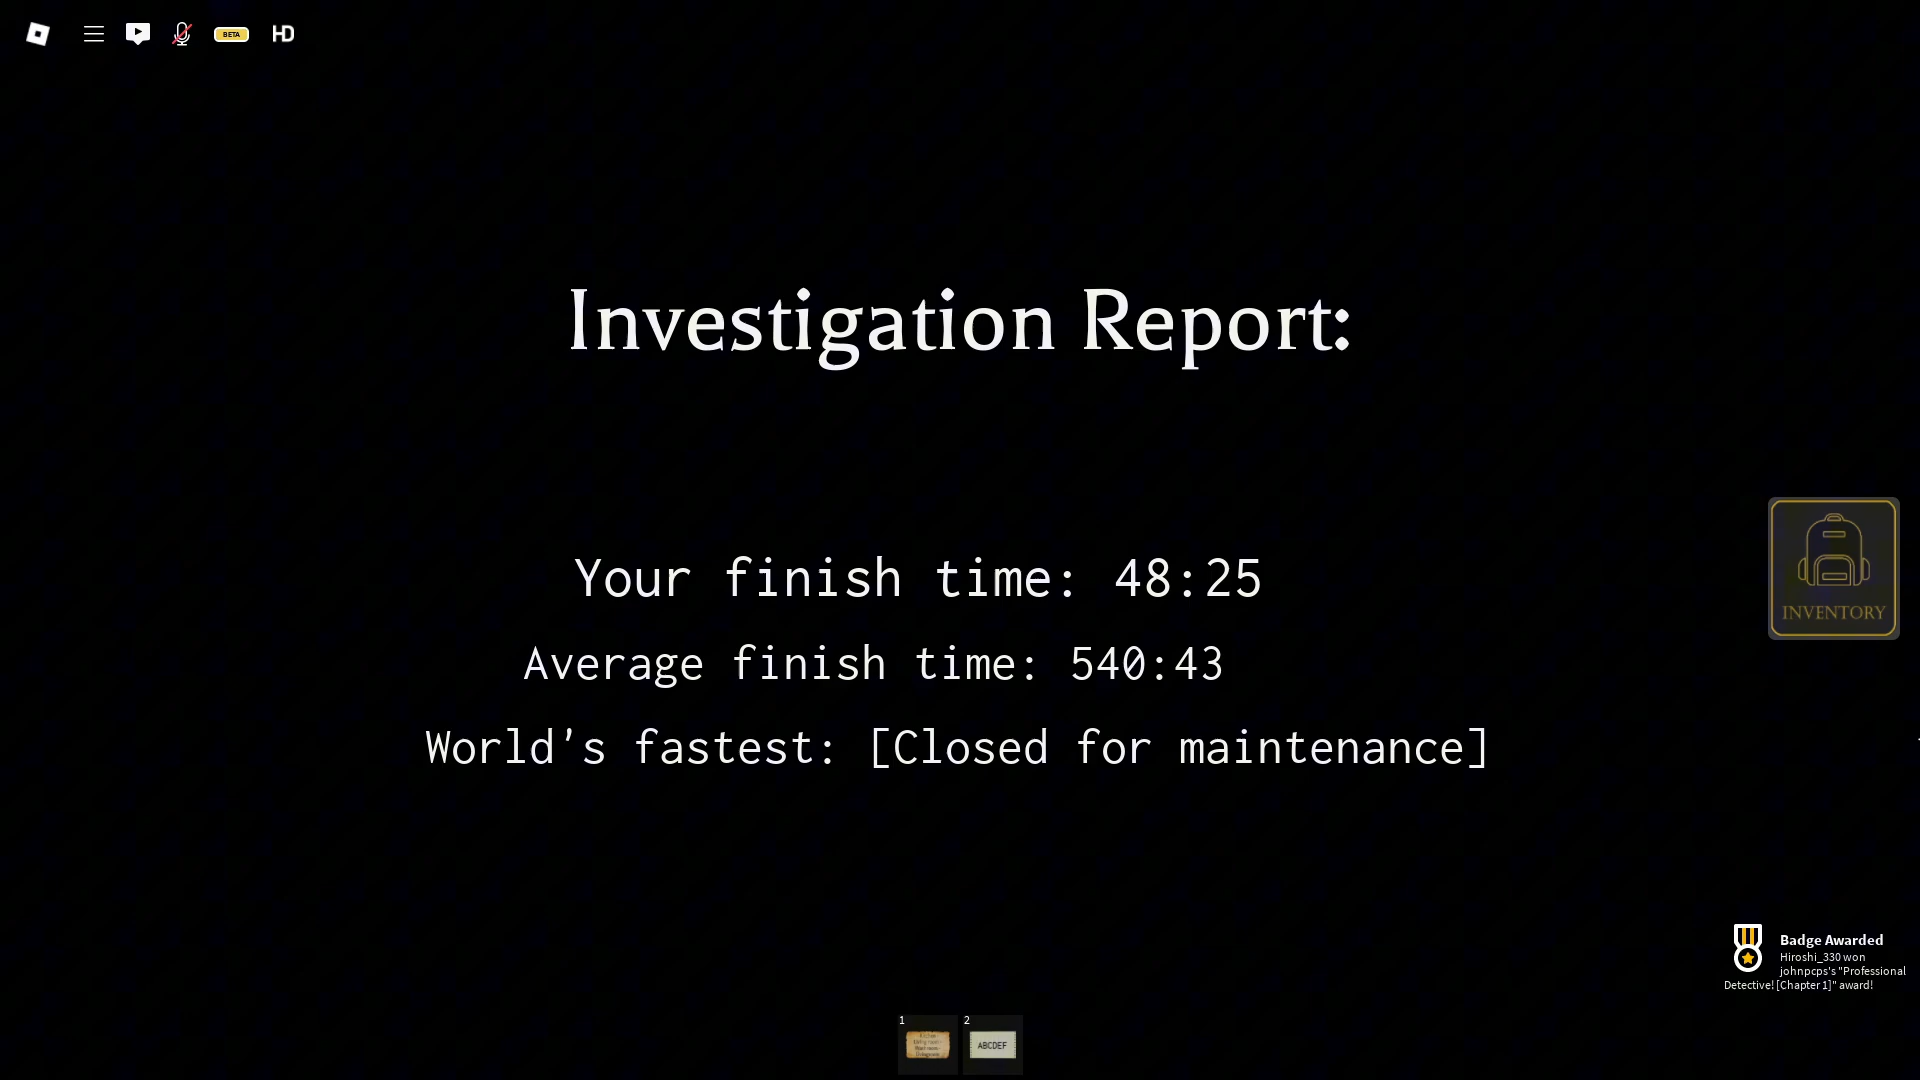 BETA
HD
Investigation Report:
Your finish time: 48:25
Average finish time: 540:43
World's fastest: [Closed for maintenance]
INVENTORY
Badge Awarded
Hiroshi_330 won
johnpcps's "Professional
Detective! [Chapter 1]" award!
1
2
ABCDEF